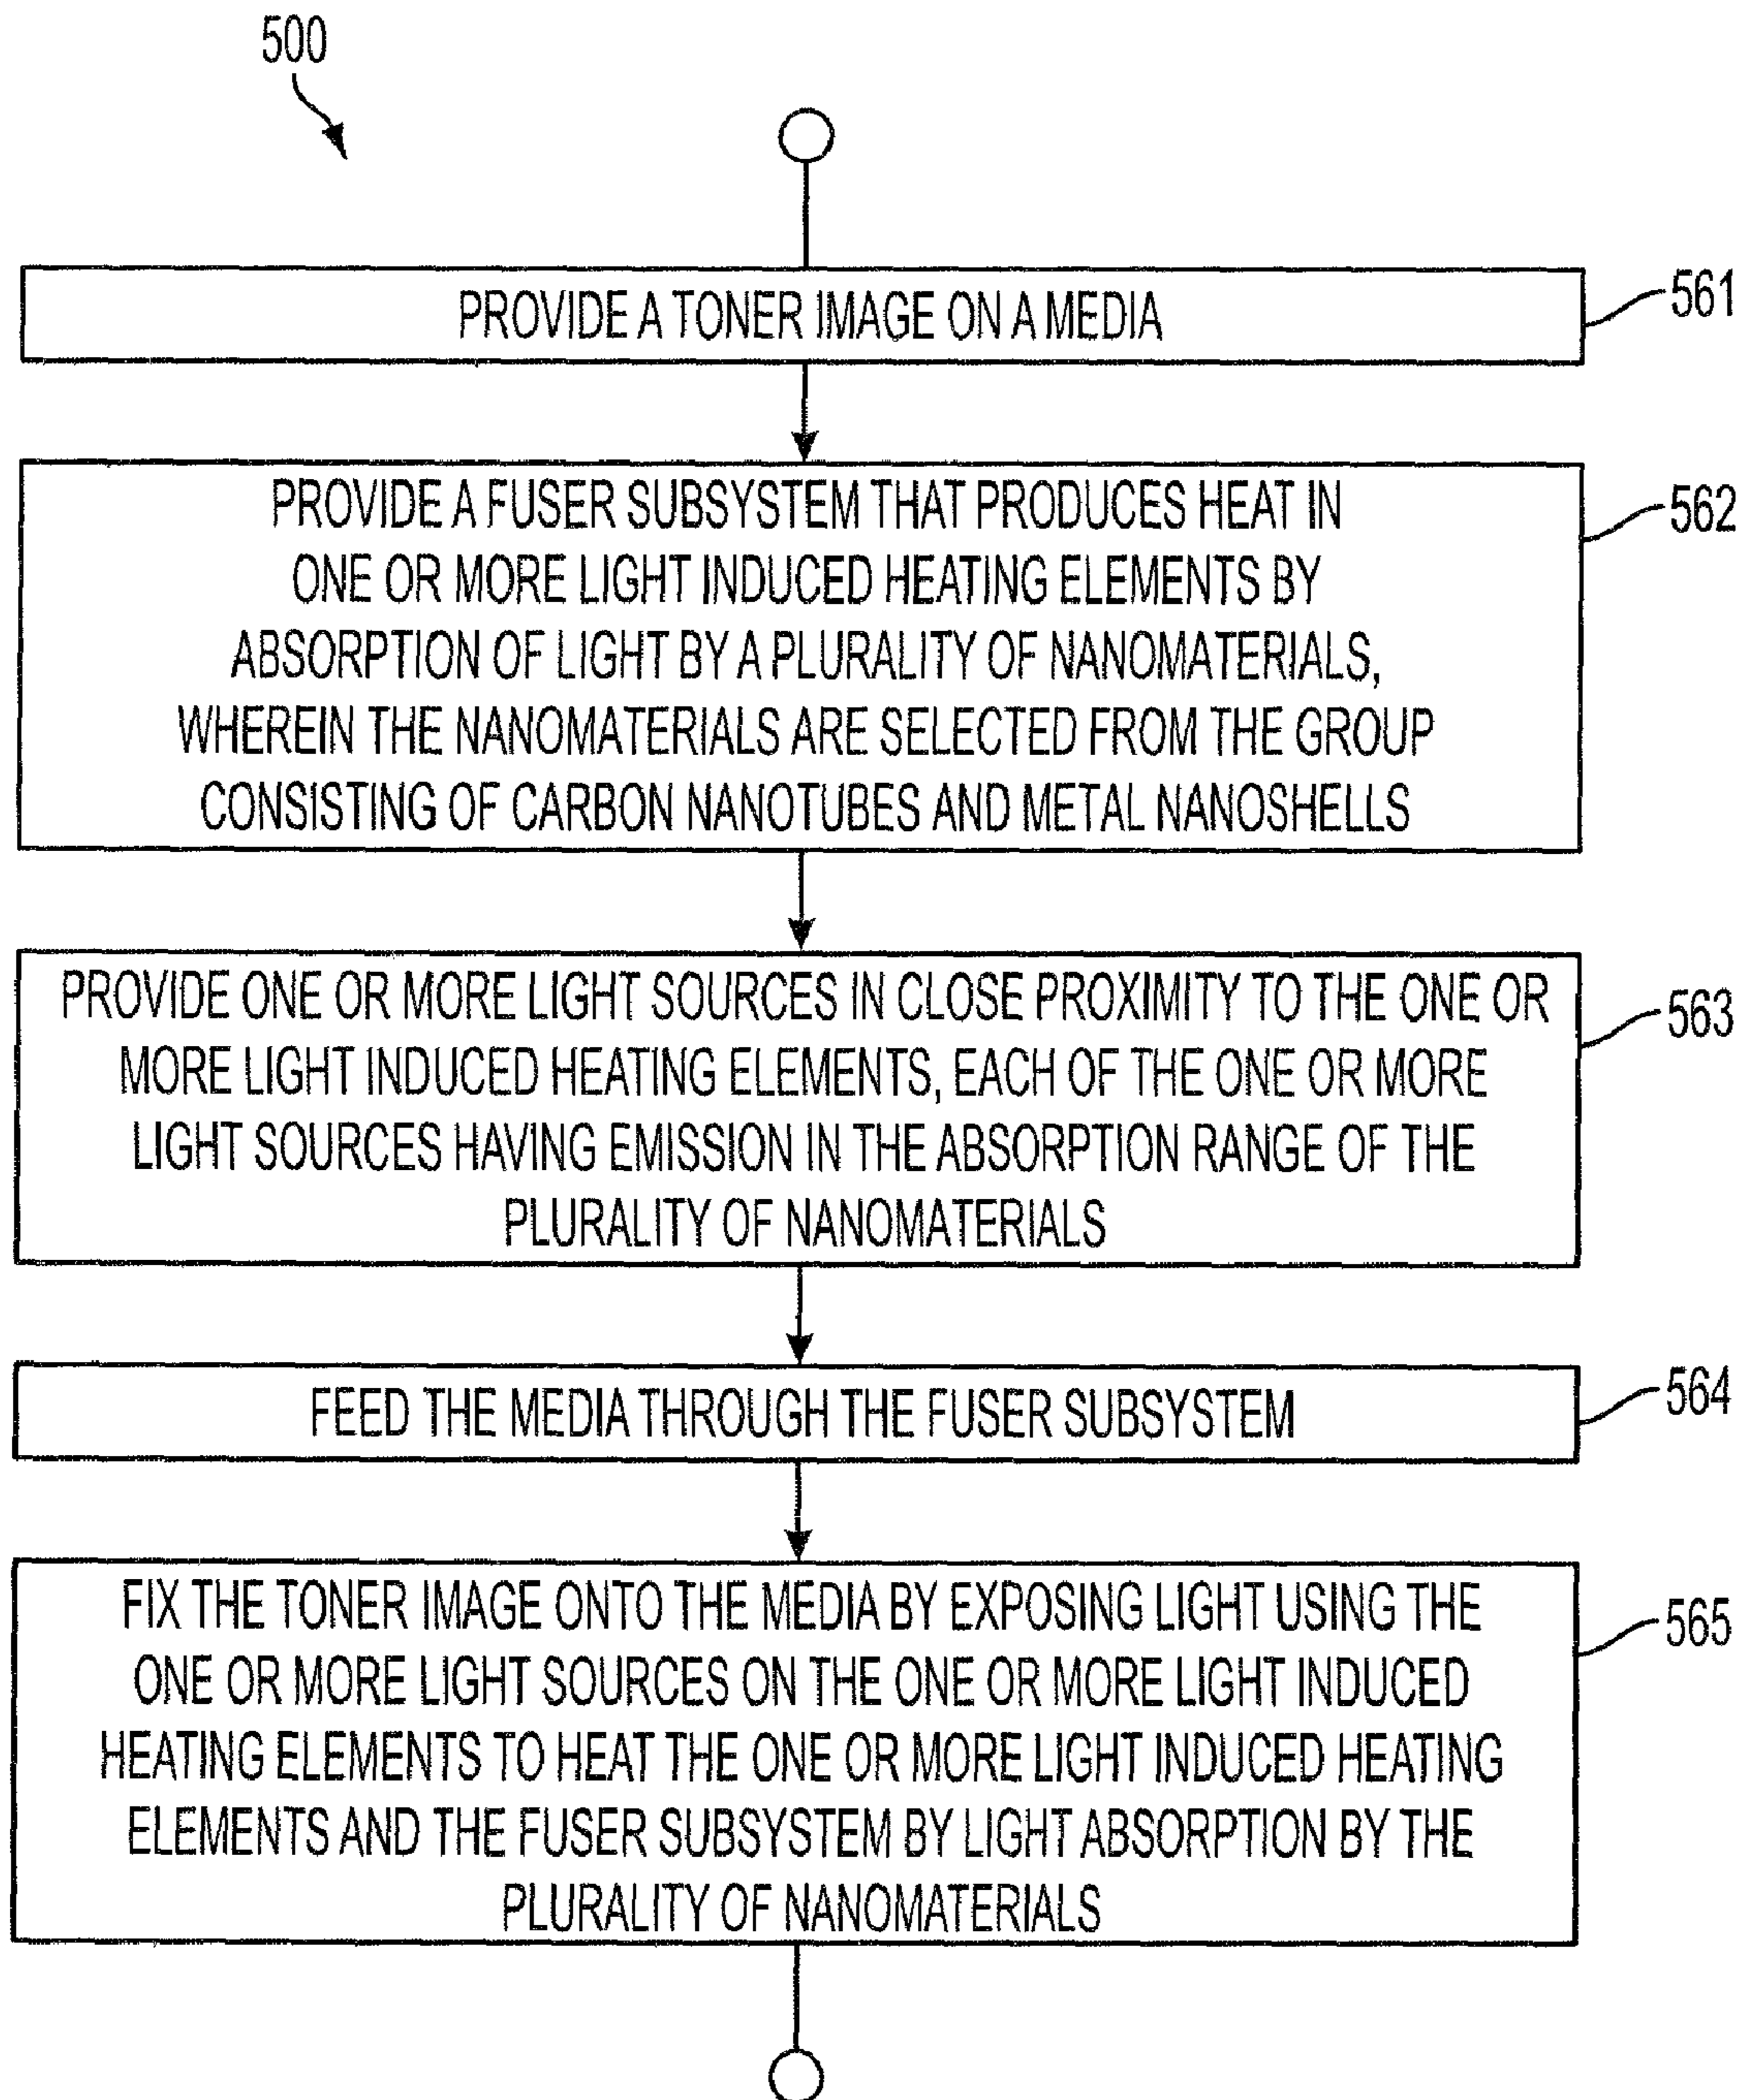 500
PROVIDE A TONER IMAGE ON A MEDIA
561
PROVIDE A FUSER SUBSYSTEM THAT PRODUCES HEAT IN
ONE OR MORE LIGHT INDUCED HEATING ELEMENTS BY
ABSORPTION OF LIGHT BY A PLURALITY OF NANOMATERIALS,
WHEREIN THE NANOMATERIALS ARE SELECTED FROM THE GROUP
CONSISTING OF CARBON NANOTUBES AND METAL NANOSHELLS
562
PROVIDE ONE OR MORE LIGHT SOURCES IN CLOSE PROXIMITY TO THE ONE OR
MORE LIGHT INDUCED HEATING ELEMENTS, EACH OF THE ONE OR MORE
LIGHT SOURCES HAVING EMISSION IN THE ABSORPTION RANGE OF THE
PLURALITY OF NANOMATERIALS
563
FEED THE MEDIA THROUGH THE FUSER SUBSYSTEM
564
FIX THE TONER IMAGE ONTO THE MEDIA BY EXPOSING LIGHT USING THE
ONE OR MORE LIGHT SOURCES ON THE ONE OR MORE LIGHT INDUCED
HEATING ELEMENTS TO HEAT THE ONE OR MORE LIGHT INDUCED HEATING
ELEMENTS AND THE FUSER SUBSYSTEM BY LIGHT ABSORPTION BY THE
PLURALITY OF NANOMATERIALS
565